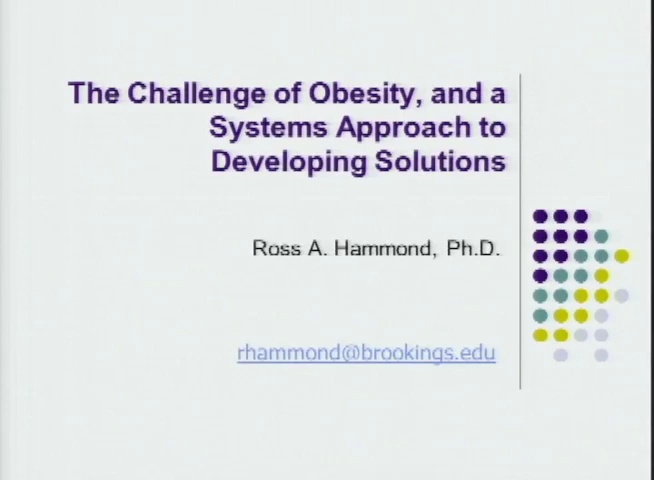 The Challenge of Obesity, and a
Systems Approach to
Developing Solutions
Ross A. Hammond, Ph.D.
rhammond@brookings.edu